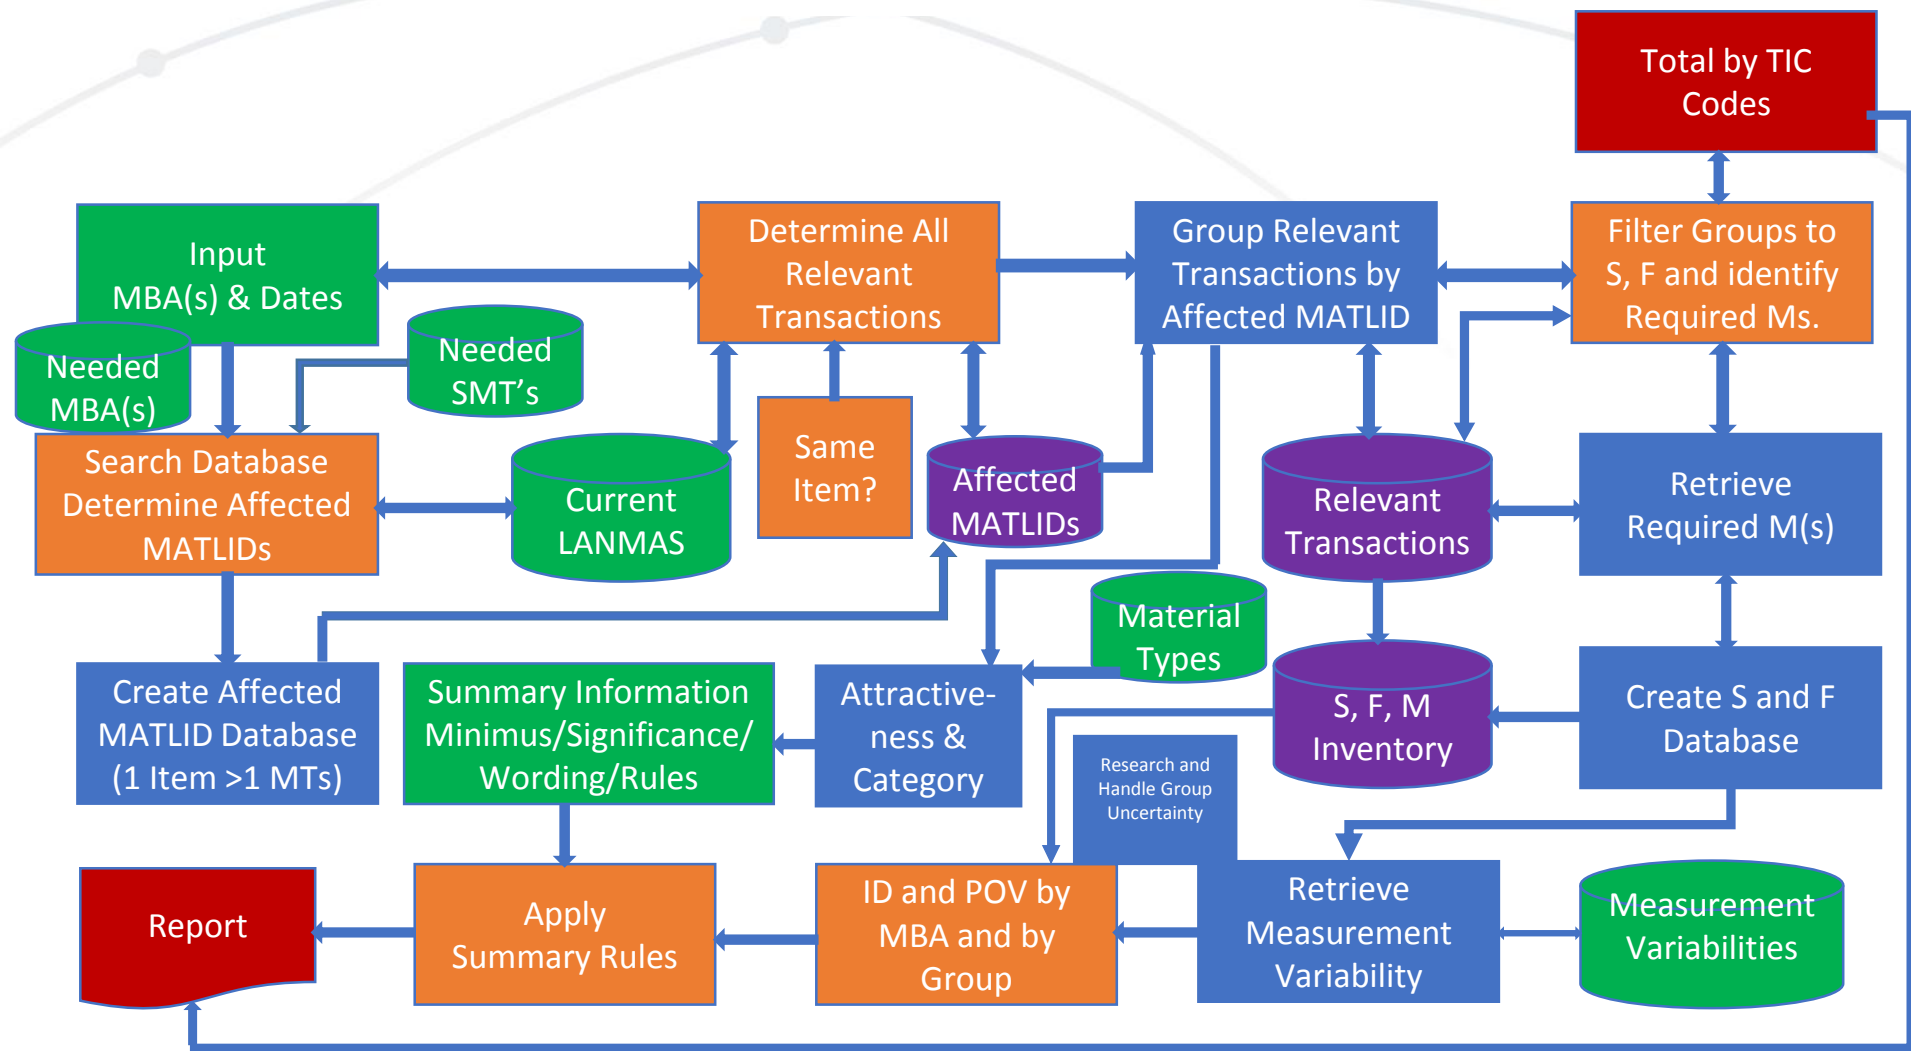 Total by TIC
Codes
Input
MBA(s) & Dates
Determine All
Relevant
Transactions
Group Relevant
Transactions by
Affected MATLID
Filter Groups to
S, F and identify
Required Ms.
Needed
MBA(s)
Needed
SMT’s
Search Database
Determine Affected
MATLIDs
Current
LANMAS
Same
Item?
Affected
MATLIDs
Relevant
Transactions
Retrieve
Required M(s)
Material
Types
Create Affected
MATLID Database
(1 Item >1 MTs)
Summary Information
Minimus/Significance/
Wording/Rules
Attractive-
ness &
Category
S, F, M
Inventory
Create S and F
Database
Research and
Handle Group
Uncertainty
Report
Apply
Summary Rules
ID and POV by
MBA and by
Group
Retrieve
Measurement
Variability
Measurement
Variabilities